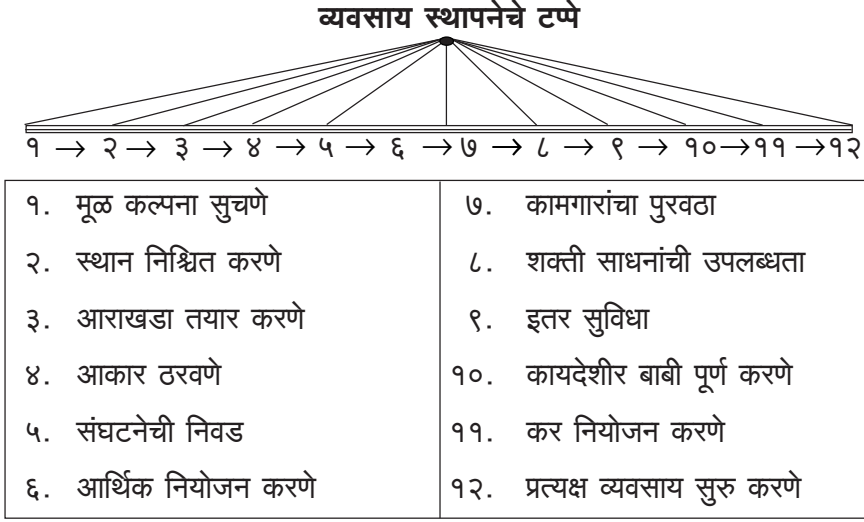 व्यवसाय स्थापनेचे टप्पे
१ → २ → ३ → ४ → ५ → ६ → ७ → ८ → ९ → १० → ११ → १२
१. मूळ कल्पना सुचणे
२. स्थान निश्चित करणे
३. आराखडा तयार करणे
४. आकार ठरवणे
५. संघटनेची निवड
६. आर्थिक नियोजन करणे
७. कामगारांचा पुरवठा
८. शक्ती साधनांची उपलब्धता
९. इतर सुविधा
१०. कायदेशीर बाबी पूर्ण करणे
११. कर नियोजन करणे
१२. प्रत्यक्ष व्यवसाय सुरु करणे